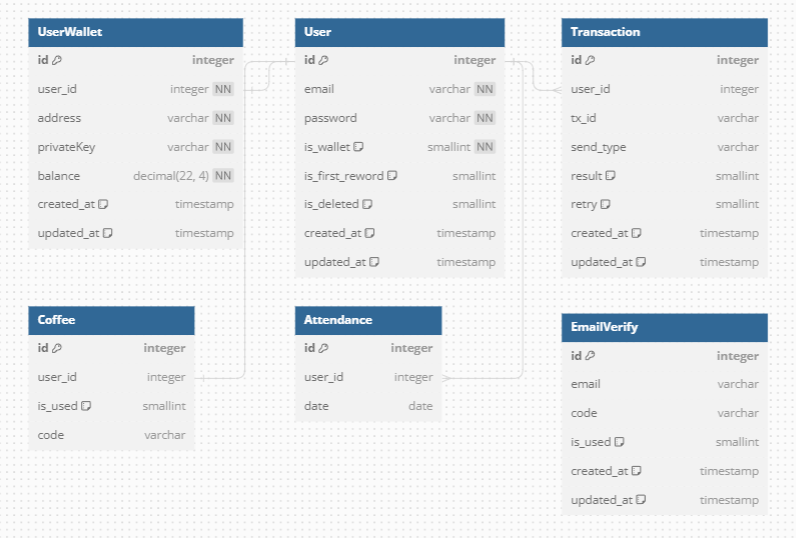 UserWallet
id integer
user_id integer NN
address varchar NN
privateKey varchar NN
balance decimal(22, 4) NN
created_at timestamp
updated_at timestamp
User
id integer
email varchar NN
password varchar NN
is_wallet smallint NN
is_first_reword smallint
is_deleted smallint
created_at timestamp
updated_at timestamp
Transaction
id integer
user_id integer
tx_id varchar
send_type varchar
result smallint
retry smallint
created_at timestamp
updated_at timestamp
Coffee
id integer
user_id integer
is_used smallint
code varchar
Attendance
id integer
user_id integer
date date
EmailVerify
id integer
email varchar
code varchar
is_used smallint
created_at timestamp
updated_at timestamp